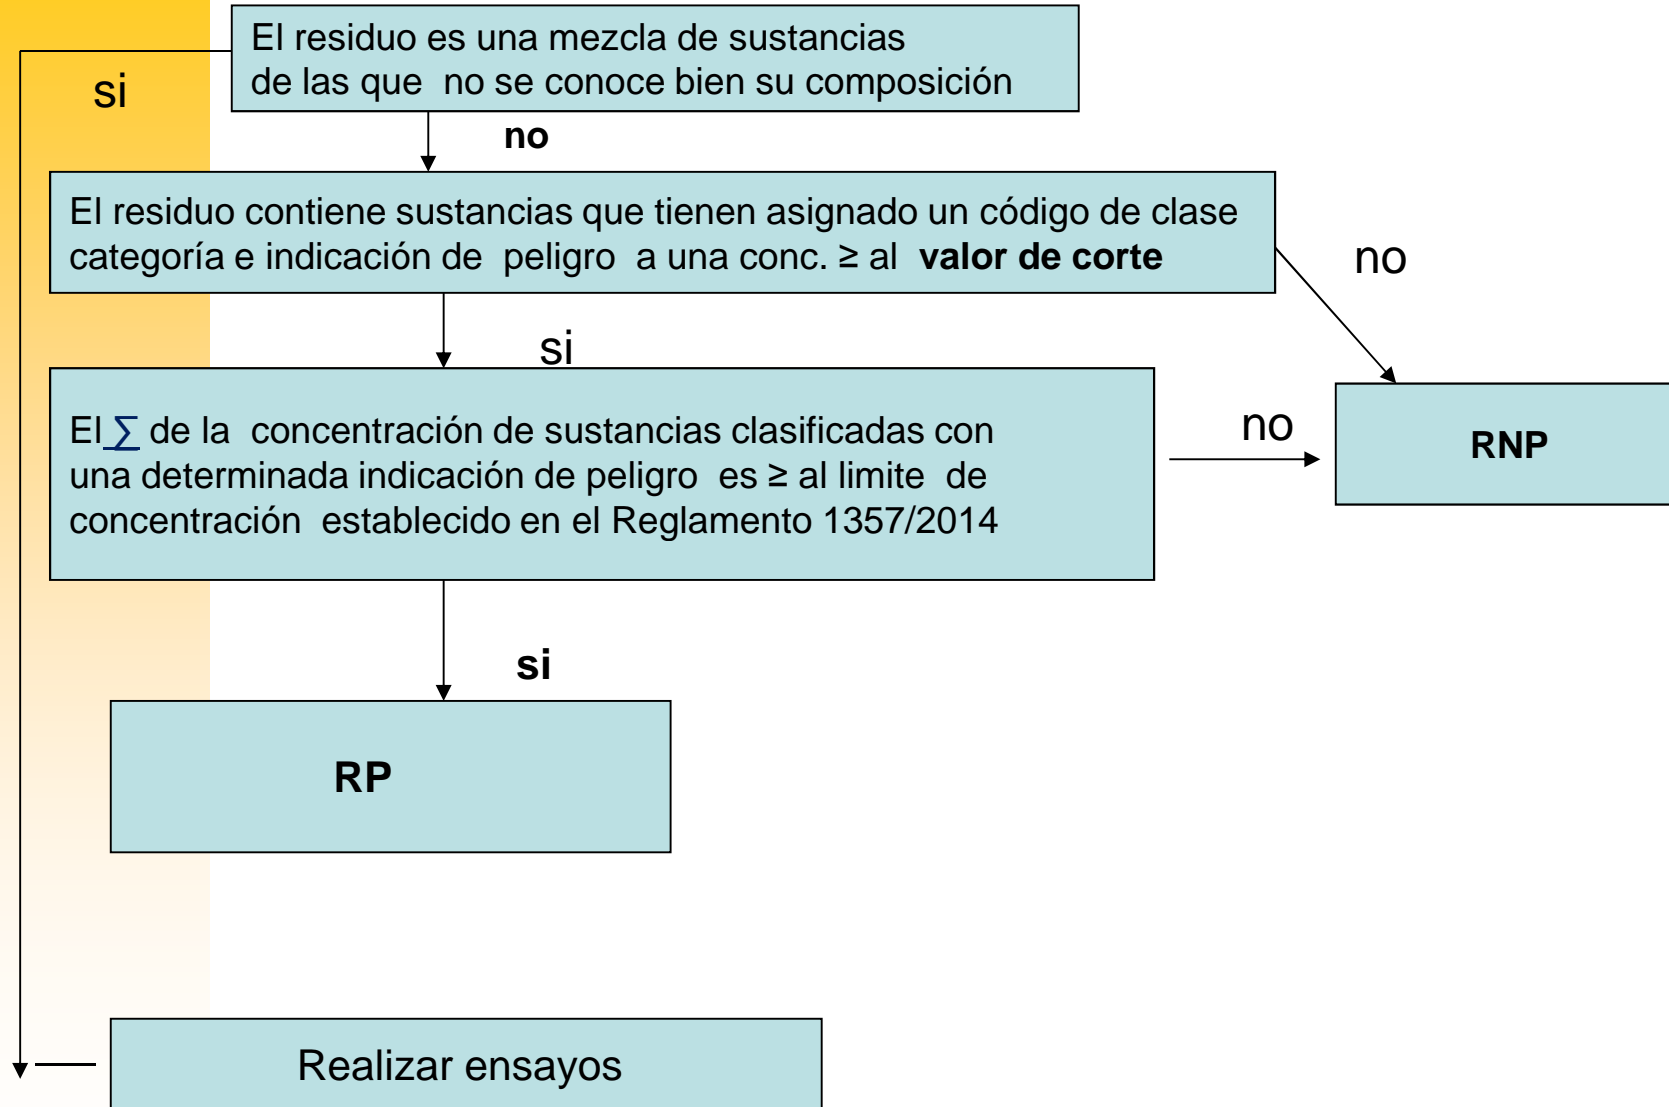 El residuo es una mezcla de sustancias
de las que no se conoce bien su composición
si
no
El residuo contiene sustancias que tienen asignado un código de clase
categoría e indicación de peligro a una conc. ≥ al valor de corte
no
si
El ∑ de la concentración de sustancias clasificadas con
una determinada indicación de peligro es ≥ al limite de
concentración establecido en el Reglamento 1357/2014
no
RNP
si
RP
Realizar ensayos